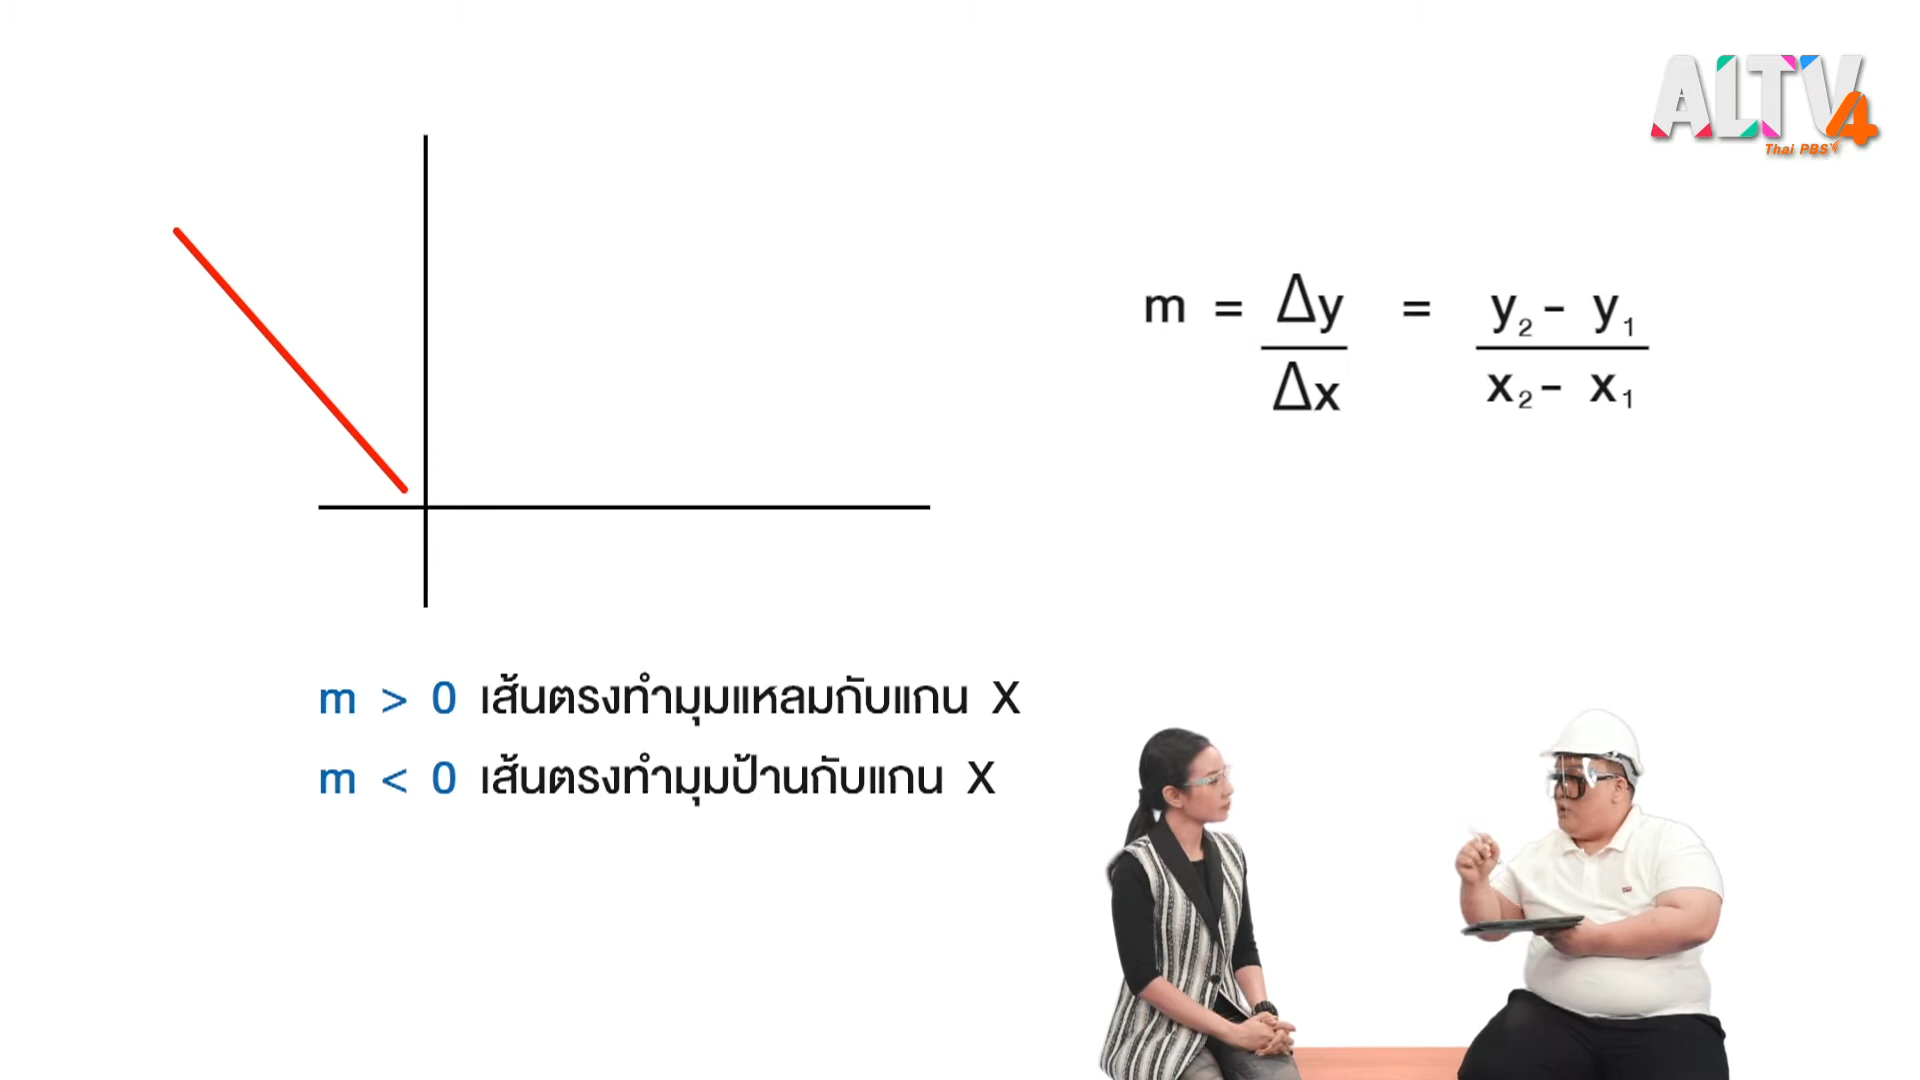 ALTV4
Thai PBS
m = Δy / Δx = y₂ - y₁ / x₂ - x₁
m > 0 เส้นตรงทำมุมแหลมกับแกน X
m < 0 เส้นตรงทำมุมป้านกับแกน X